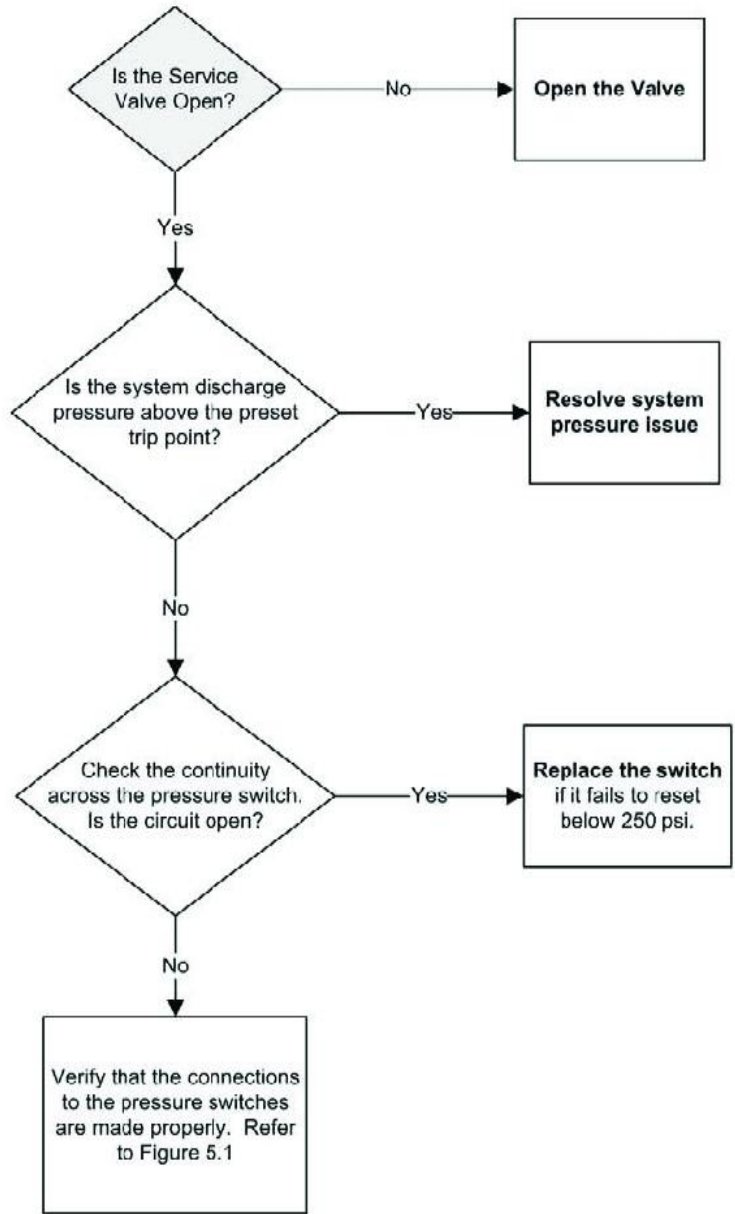 Is the Service
Valve Open?
No
Open the Valve
Yes
Is the system discharge
pressure above the preset
trip point?
Yes
Resolve system
pressure issue
No
Check the continuity
across the pressure switch.
Is the circuit open?
Yes
Replace the switch
if it fails to reset
below 250 psi.
No
Verify that the connections
to the pressure switches
are made properly.  Refer
to Figure 5.1